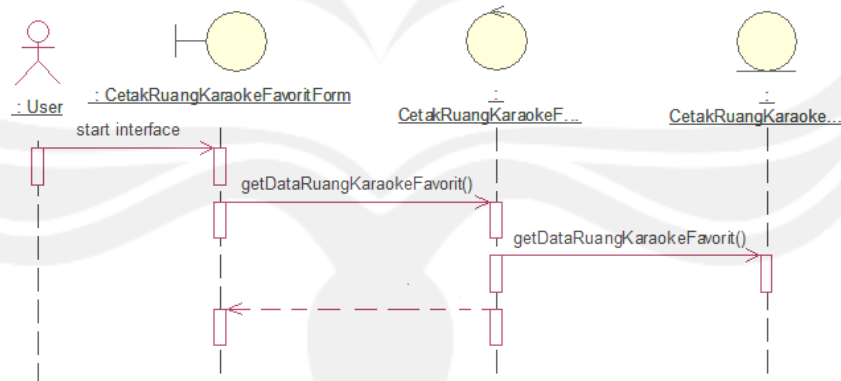 : User
: CetakRuangKaraokeFavoritForm
:
CetakRuangKaraokeF...
:
CetakRuangKaraoke...
start interface
getDataRuangKaraokeFavorit()
getDataRuangKaraokeFavorit()